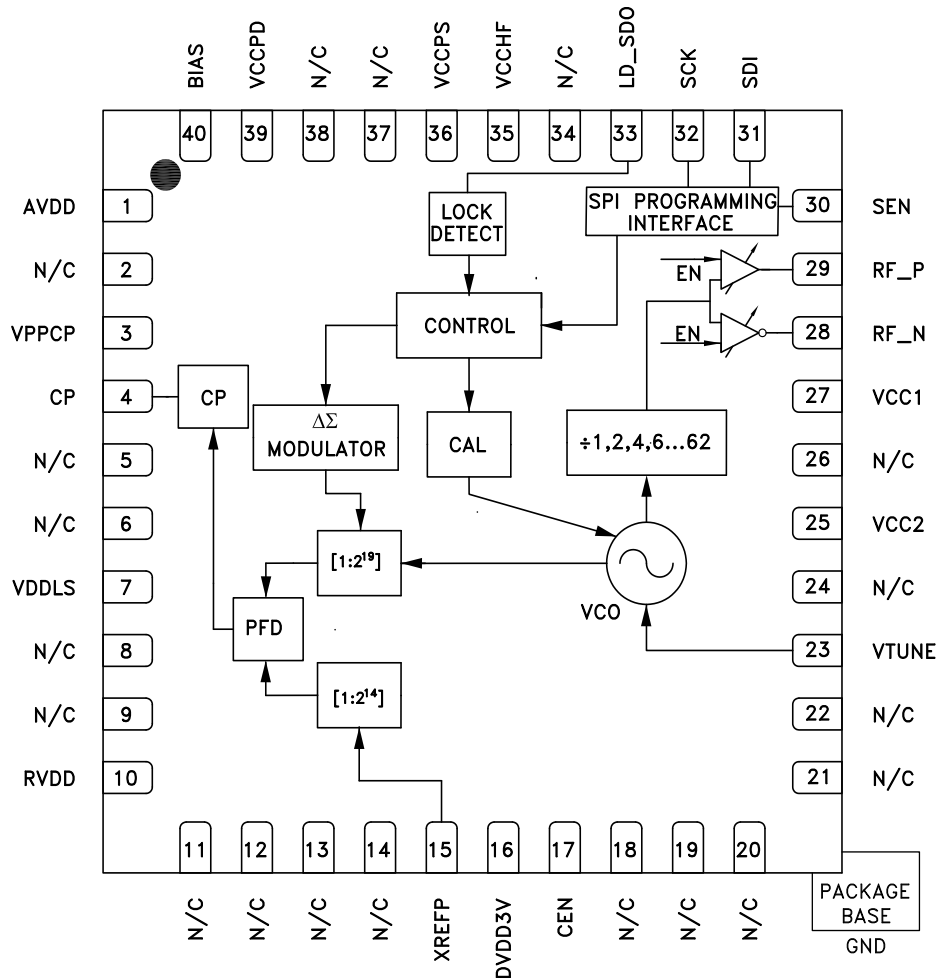 BIAS
VCCPD
N/C
N/C
VCCPS
VCCHF
N/C
LD_SDO
SCK
SDI
40
39
38
37
36
35
34
33
32
31
AVDD 1
N/C 2
VPPCP 3
CP 4
N/C 5
N/C 6
VDDLS 7
N/C 8
N/C 9
RVDD 10
LOCK
DETECT
SPI PROGRAMMING
INTERFACE
CONTROL
EN
EN
CP
ΔΣ
MODULATOR
CAL
÷1,2,4,6...62
[1:2¹⁹]
VCO
PFD
[1:2¹⁴]
30 SEN
29 RF_P
28 RF_N
27 VCC1
26 N/C
25 VCC2
24 N/C
23 VTUNE
22 N/C
21 N/C
11
12
13
14
15
16
17
18
19
20
N/C
N/C
N/C
N/C
XREFP
DVDD3V
CEN
N/C
N/C
N/C
PACKAGE
BASE
GND